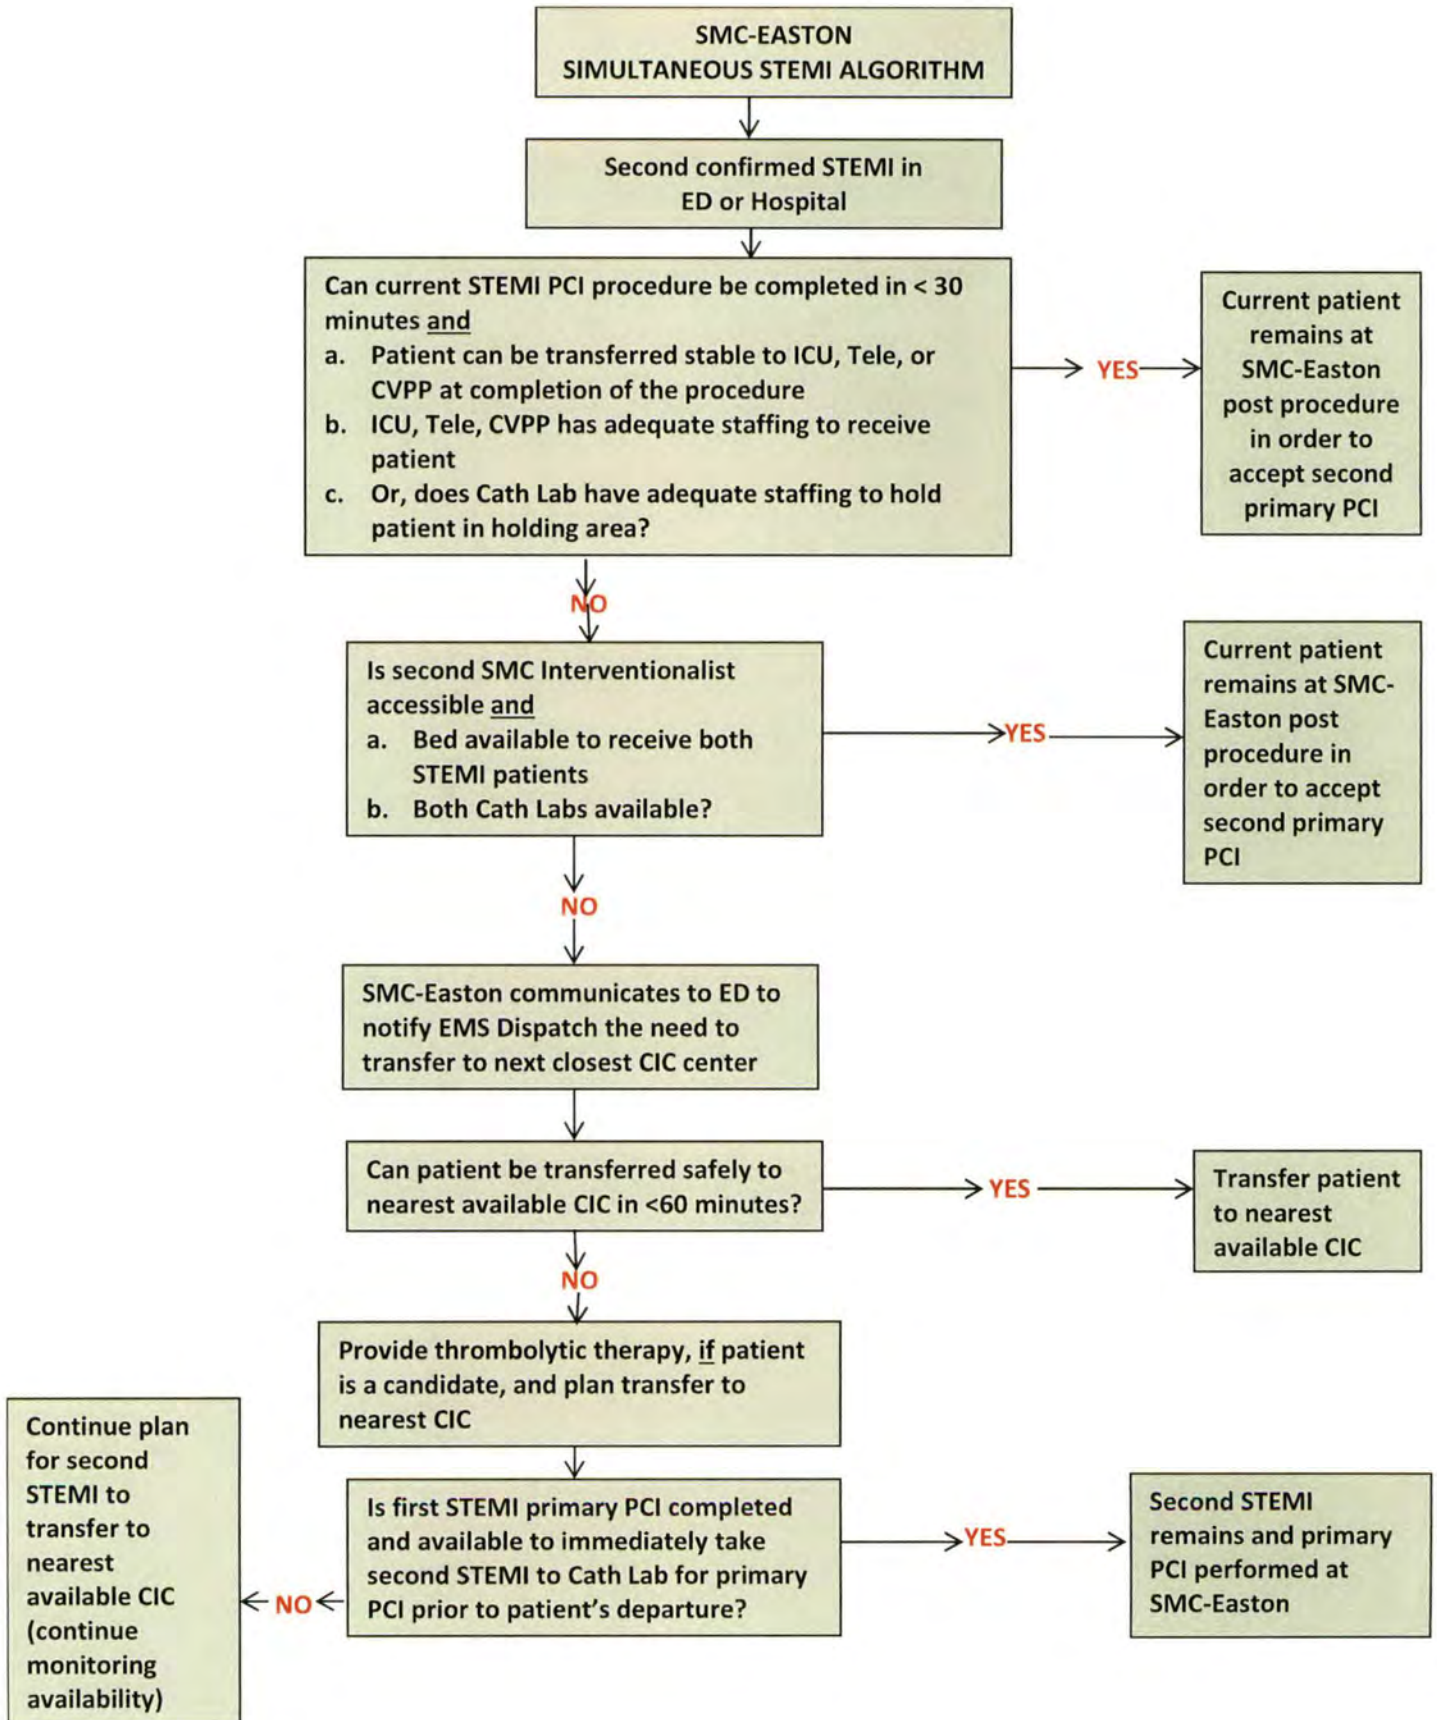 SMC-EASTON
SIMULTANEOUS STEMI ALGORITHM
Second confirmed STEMI in
ED or Hospital
Can current STEMI PCI procedure be completed in < 30
minutes and
a. Patient can be transferred stable to ICU, Tele, or
CVPP at completion of the procedure
b. ICU, Tele, CVPP has adequate staffing to receive
patient
c. Or, does Cath Lab have adequate staffing to hold
patient in holding area?
YES
Current patient
remains at
SMC-Easton
post procedure
in order to
accept second
primary PCI
NO
Is second SMC Interventionalist
accessible and
a. Bed available to receive both
STEMI patients
b. Both Cath Labs available?
YES
Current patient
remains at SMC-
Easton post
procedure in
order to accept
second primary
PCI
NO
SMC-Easton communicates to ED to
notify EMS Dispatch the need to
transfer to next closest CIC center
Can patient be transferred safely to
nearest available CIC in <60 minutes?
YES
Transfer patient
to nearest
available CIC
NO
Provide thrombolytic therapy, if patient
is a candidate, and plan transfer to
nearest CIC
Is first STEMI primary PCI completed
and available to immediately take
second STEMI to Cath Lab for primary
PCI prior to patient's departure?
YES
Second STEMI
remains and primary
PCI performed at
SMC-Easton
NO
Continue plan
for second
STEMI to
transfer to
nearest
available CIC
(continue
monitoring
availability)